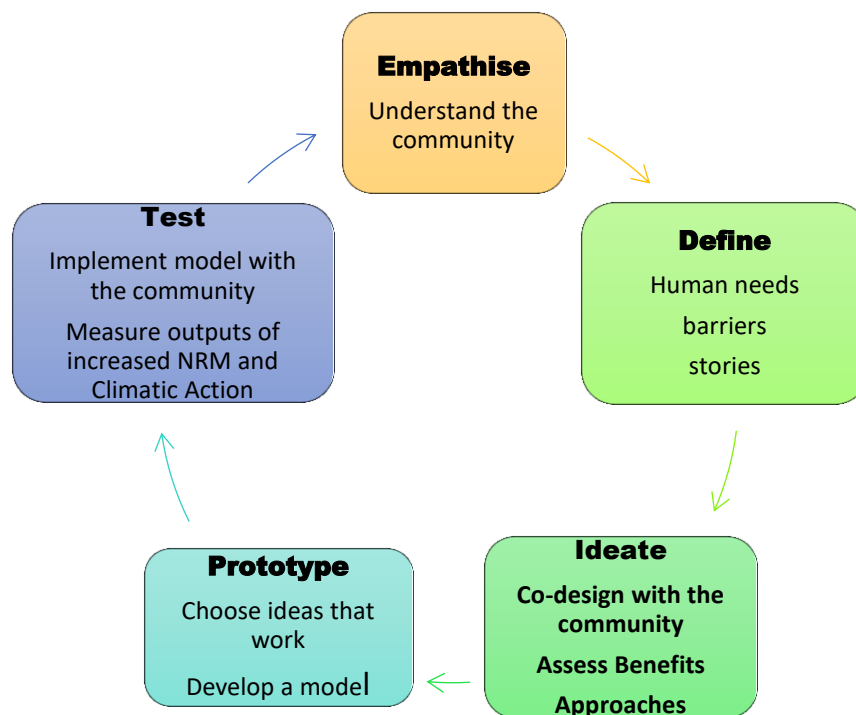 Empathise
Understand the
community
Define
Human needs
barriers
stories
Ideate
Co-design with the
community
Assess Benefits
Approaches
Prototype
Choose ideas that
work
Develop a model
Test
Implement model with
the community
Measure outputs of
increased NRM and
Climatic Action